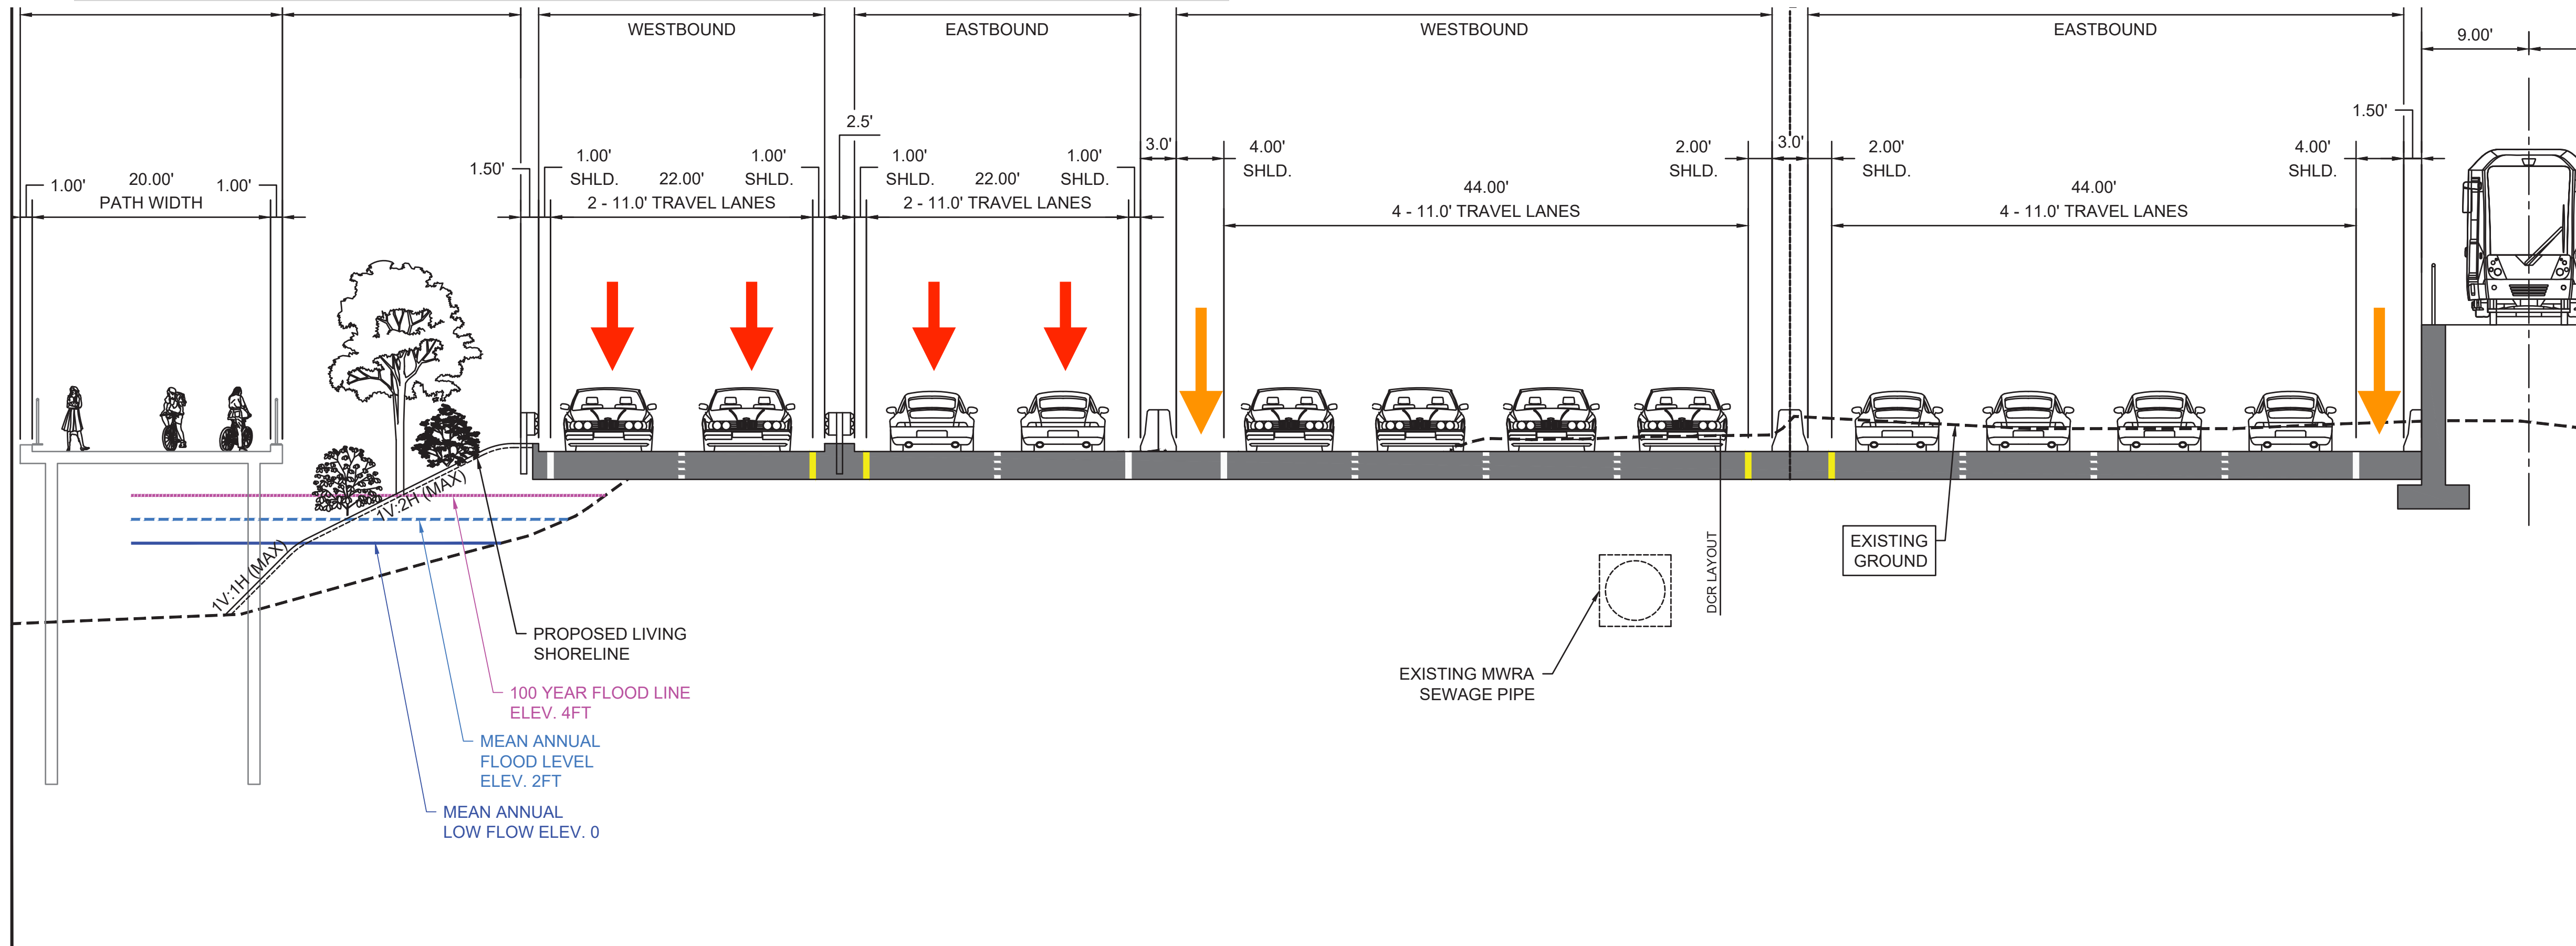 WESTBOUND
EASTBOUND
WESTBOUND
EASTBOUND
9.00'
1.50'
2.5'
3.0'
3.0'
1.00'
20.00'
PATH WIDTH
1.00'
1.50'
1.00'
SHLD.
22.00'
2 - 11.0' TRAVEL LANES
1.00'
SHLD.
1.00'
SHLD.
22.00'
2 - 11.0' TRAVEL LANES
1.00'
SHLD.
4.00'
SHLD.
44.00'
4 - 11.0' TRAVEL LANES
2.00'
SHLD.
2.00'
SHLD.
44.00'
4 - 11.0' TRAVEL LANES
4.00'
SHLD.
1V:2H (MAX)
1V:1H (MAX)
DCR LAYOUT
EXISTING
GROUND
PROPOSED LIVING
SHORELINE
EXISTING MWRA
SEWAGE PIPE
100 YEAR FLOOD LINE
ELEV. 4FT
MEAN ANNUAL
FLOOD LEVEL
ELEV. 2FT
MEAN ANNUAL
LOW FLOW ELEV. 0